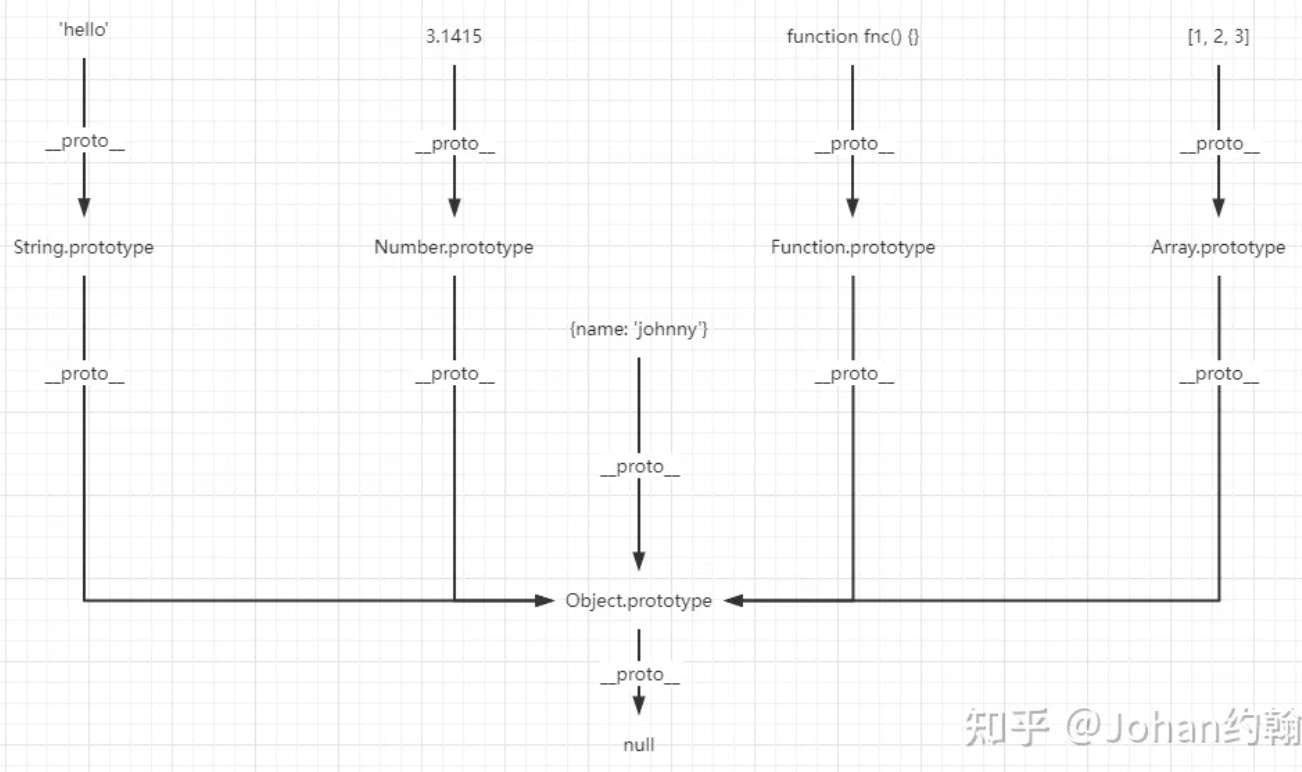 'hello'
3.1415
function fnc() {}
[1, 2, 3]
__proto__
__proto__
__proto__
__proto__
String.prototype
Number.prototype
Function.prototype
Array.prototype
{name: 'johnny'}
__proto__
__proto__
__proto__
__proto__
__proto__
Object.prototype
__proto__
null
知乎 @Johan约翰